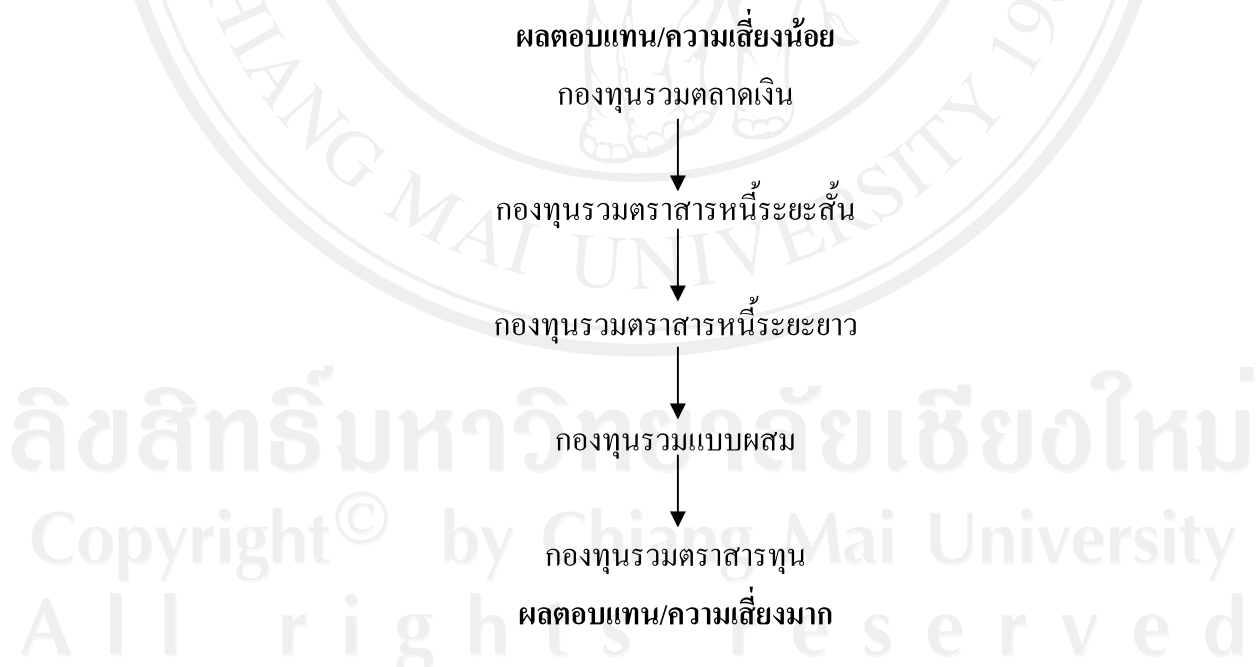 ผลตอบแทน/ความเสี่ยงน้อย
กองทุนรวมตลาดเงิน
กองทุนรวมตราสารหนี้ระยะสั้น
กองทุนรวมตราสารหนี้ระยะยาว
กองทุนรวมแบบผสม
กองทุนรวมตราสารทุน
ผลตอบแทน/ความเสี่ยงมาก
CHIANG MAI UNIVERSITY 19
ลิขสิทธิ์มหาวิทยาลัยเชียงใหม่
Copyright© by Chiang Mai University
All rights reserved